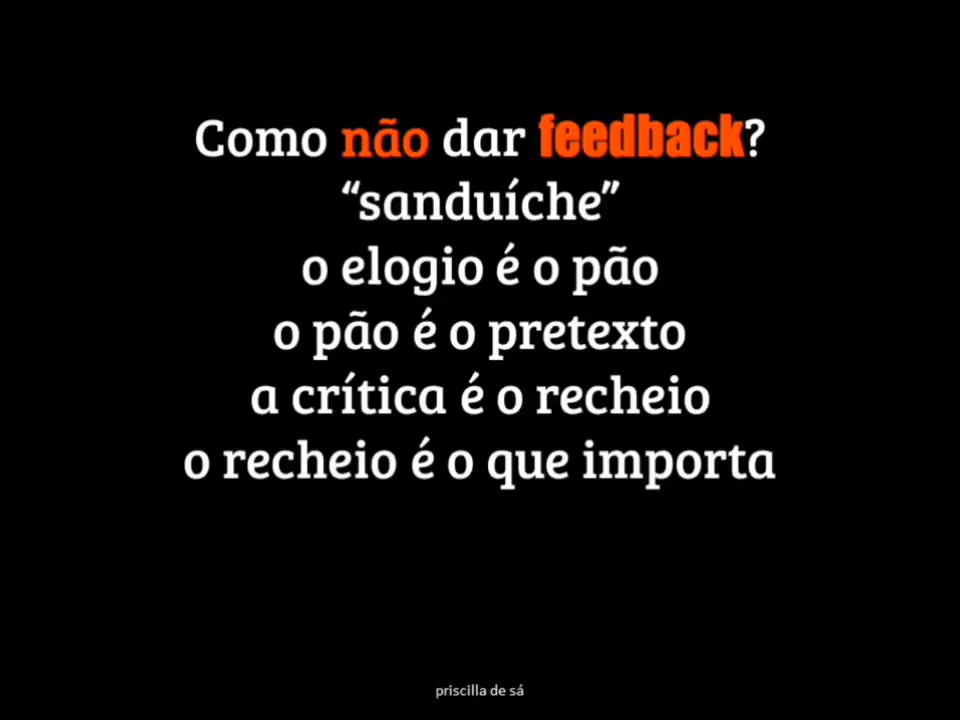 Como não dar feedback?
“sanduíche”
o elogio é o pão
o pão é o pretexto
a crítica é o recheio
o recheio é o que importa
priscilla de sá